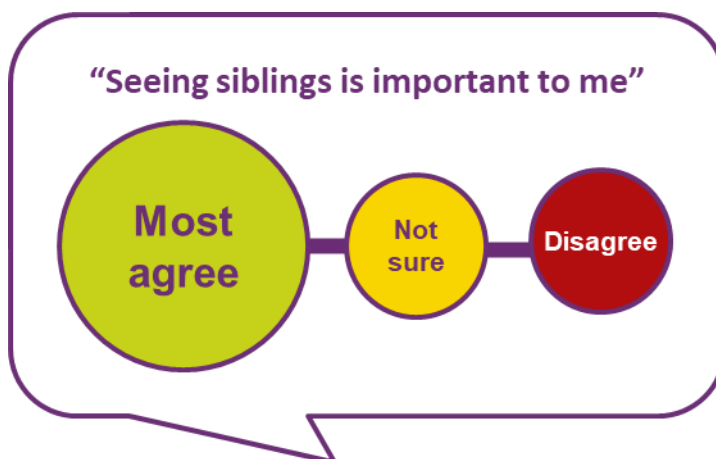 “Seeing siblings is important to me”
Most
agree
Not
sure
Disagree